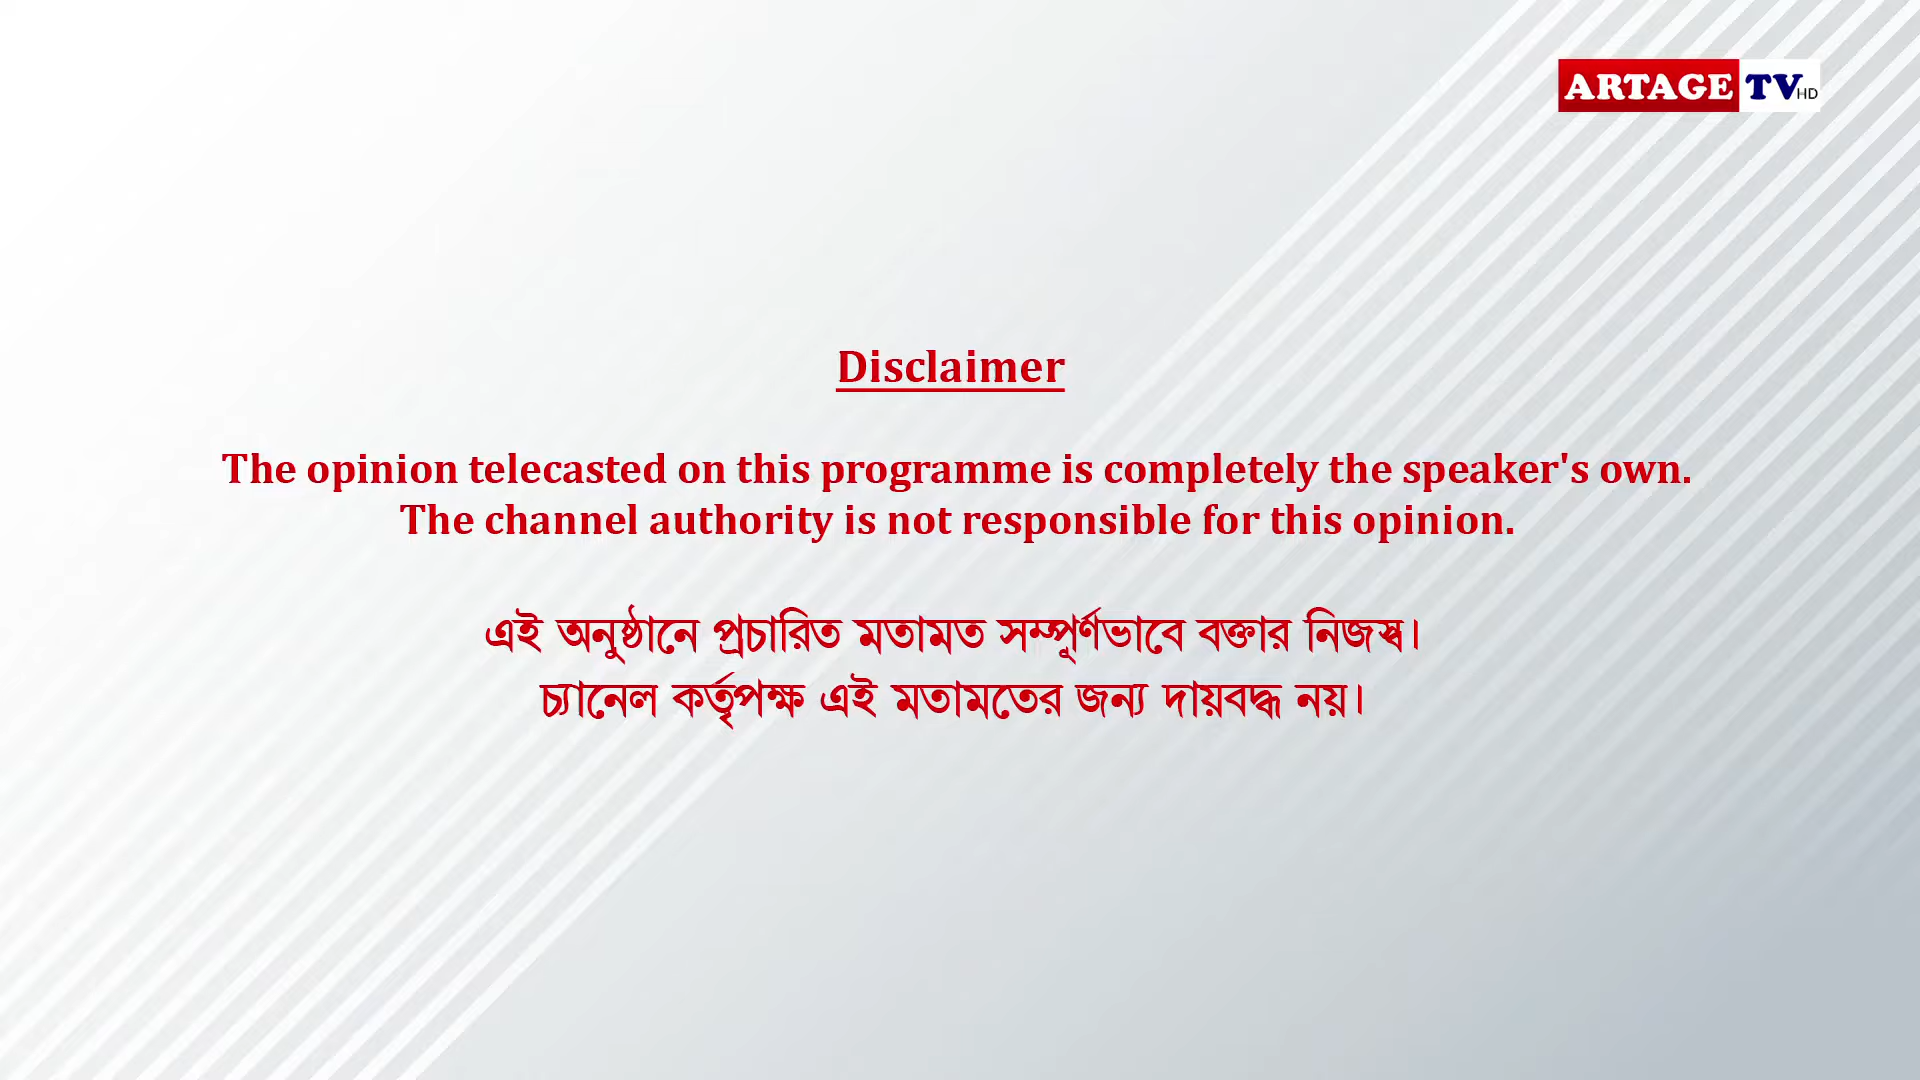 ARTAGE TV HD
Disclaimer
The opinion telecasted on this programme is completely the speaker's own.
The channel authority is not responsible for this opinion.
এই অনুষ্ঠানে প্রচারিত মতামত সম্পূর্ণভাবে বক্তার নিজস্ব।
চ্যানেল কর্তৃপক্ষ এই মতামতের জন্য দায়বদ্ধ নয়।